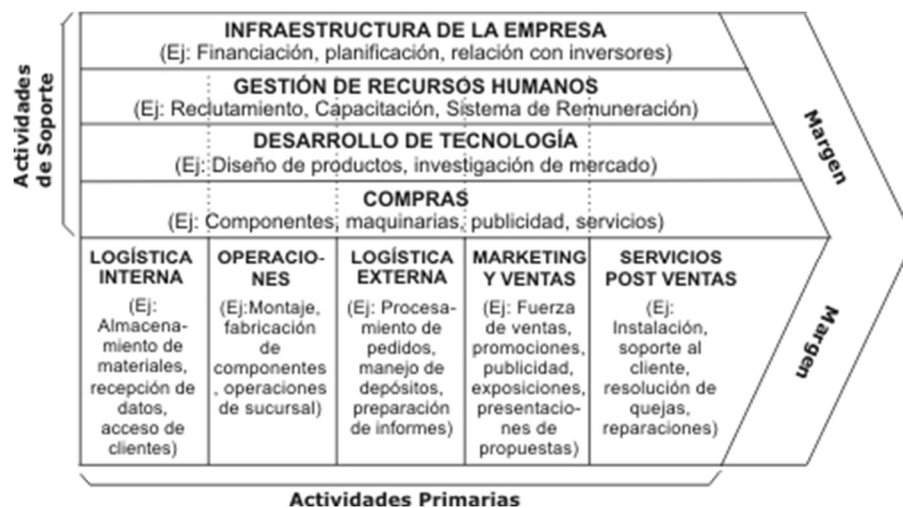 Actividades
de Soporte
INFRAESTRUCTURA DE LA EMPRESA
(Ej: Financiación, planificación, relación con inversores)
GESTIÓN DE RECURSOS HUMANOS
(Ej: Reclutamiento, Capacitación, Sistema de Remuneración)
DESARROLLO DE TECNOLOGÍA
(Ej: Diseño de productos, investigación de mercado)
COMPRAS
(Ej: Componentes, maquinarias, publicidad, servicios)
Margen
LOGÍSTICA
INTERNA
(Ej:
Almacena-
miento de
materiales,
recepción de
datos,
acceso de
clientes)
OPERACIO-
NES
(Ej:Montaje,
fabricación
de
componentes
, operaciones
de sucursal)
LOGÍSTICA
EXTERNA
(Ej: Procesa-
miento de
pedidos,
manejo de
depósitos,
preparación
de informes)
MARKETING
Y VENTAS
(Ej: Fuerza
de ventas,
promociones,
publicidad,
exposiciones,
presentacio-
nes de
propuestas)
SERVICIOS
POST VENTAS
(Ej:
Instalación,
soporte al
cliente,
resolución de
quejas,
reparaciones)
Margen
Actividades Primarias